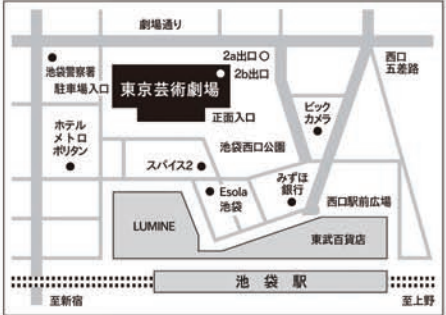 劇場通り
2a出口
2b出口
西口
五差路
池袋警察署
駐車場入口
東京芸術劇場
正面入口
ビック
カメラ
ホテル
メトロ
ポリタン
池袋西口公園
スパイス2
Esola
池袋
みずほ
銀行
西口駅前広場
LUMINE
東武百貨店
池袋駅
至新宿
至上野